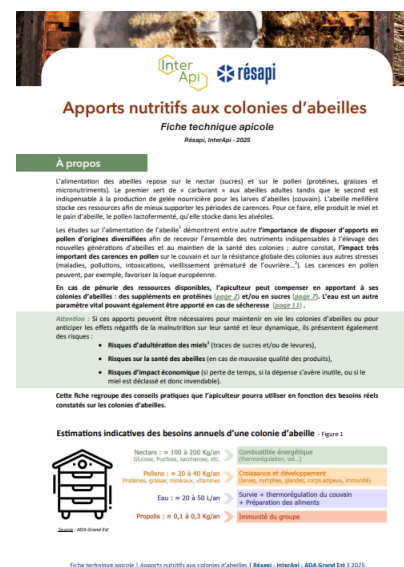 Inter
Api
résapi
Apports nutritifs aux colonies d'abeilles
Fiche technique apicole
Résapi, InterApi - 2025
À propos
L'alimentation des abeilles repose sur le nectar (sucres) et sur le pollen (protéines, graisses et
micronutriments). Le premier sert de « carburant » aux abeilles adultes tandis que le second est
indispensable à la production de gelée nourricière pour les larves d'abeilles (couvain). L'abeille mellifère
stocke ces ressources afin de mieux supporter les périodes de carences. Pour ce faire, elle produit le miel et
le pain d'abeille, le pollen lactofermenté, qu'elle stocke dans les alvéoles.
Les études sur l'alimentation de l'abeille¹ démontrent entre autre l'importance de disposer d'apports en
pollen d'origines diversifiées afin de recevoir l'ensemble des nutriments indispensables à l'élevage des
nouvelles générations d'abeilles et au maintien de la santé des colonies ; autre constat, l'impact très
important des carences en pollen sur le couvain et sur la résistance globale des colonies aux autres stresses
(maladies, pollutions, intoxications, vieillissement prématuré de l'ouvrière...²). Les carences en pollen
peuvent, par exemple, favoriser la loque européenne.
En cas de pénurie des ressources disponibles, l'apiculteur peut compenser en apportant à ses
colonies d'abeilles : des suppléments en protéines (page 2) et/ou en sucres (page 7). L'eau est un autre
paramètre vital pouvant également être apporté en cas de sécheresse (page 11) .
Attention : Si ces apports peuvent être nécessaires pour maintenir en vie les colonies d'abeilles ou pour
anticiper les effets négatifs de la malnutrition sur leur santé et leur dynamique, ils présentent également
des risques :
• Risques d'adultération des miels³ (traces de sucres et/ou de levures),
• Risques sur la santé des abeilles (en cas de mauvaise qualité des produits),
• Risques d'impact économique (si perte de temps, si la dépense s'avère inutile, ou si le
miel est déclassé et donc invendable).
Cette fiche regroupe des conseils pratiques que l'apiculteur pourra utiliser en fonction des besoins réels
constatés sur les colonies d'abeilles.
Estimations indicatives des besoins annuels d'une colonie d'abeille - Figure 1
Nectars : ≈ 100 à 200 Kg/an
Glucose, fructose, saccharose, etc.
Combustible énergétique
(thermorégulation, vol...)
Pollens : ≈ 20 à 40 Kg/an
Protéines, graisse, minéraux, vitamines
Croissance et développement
(larves, nymphes, glandes, corps adipeux, immunité)
Eau : ≈ 20 à 50 L/an
Survie + thermorégulation du couvain
+ Préparation des aliments
Propolis : ≈ 0,1 à 0,3 Kg/an
Immunité du groupe
Source - ADA Grand Est
Fiche technique apicole | Apports nutritifs aux colonies d'abeilles | Résapi - InterApi - ADA Grand Est | 2025